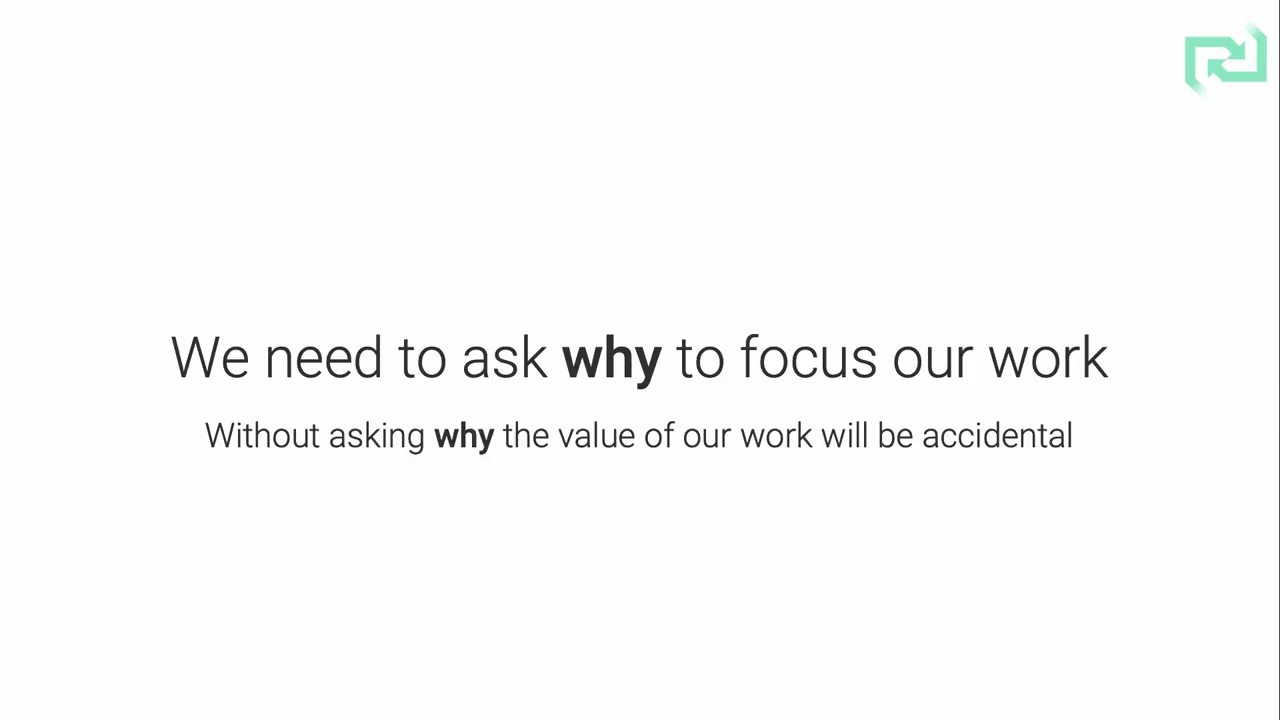 We need to ask why to focus our work
Without asking why the value of our work will be accidental